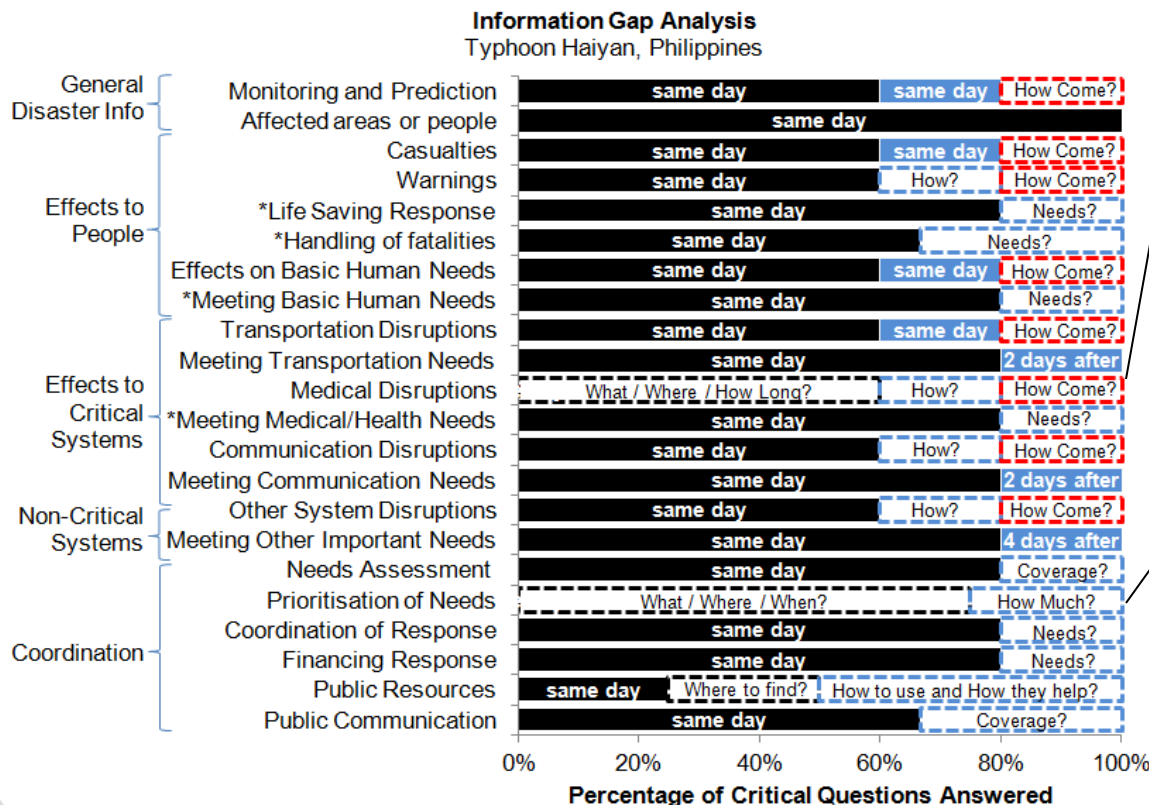 Information Gap Analysis
Typhoon Haiyan, Philippines
General
Disaster Info
Monitoring and Prediction same day same day How Come?
Affected areas or people same day
Effects to
People
Casualties same day same day How Come?
Warnings same day How? How Come?
*Life Saving Response same day Needs?
*Handling of fatalities same day Needs?
Effects on Basic Human Needs same day same day How Come?
*Meeting Basic Human Needs same day Needs?
Effects to
Critical
Systems
Transportation Disruptions same day same day How Come?
Meeting Transportation Needs same day 2 days after
Medical Disruptions What / Where / How Long? How? How Come?
*Meeting Medical/Health Needs same day Needs?
Communication Disruptions same day How? How Come?
Meeting Communication Needs same day 2 days after
Non-Critical
Systems
Other System Disruptions same day How? How Come?
Meeting Other Important Needs same day 4 days after
Coordination
Needs Assessment same day Coverage?
Prioritisation of Needs What / Where / When? How Much?
Coordination of Response same day Needs?
Financing Response same day Needs?
Public Resources same day Where to find? How to use and How they help?
Public Communication same day Coverage?
0% 20% 40% 60% 80% 100%
Percentage of Critical Questions Answered